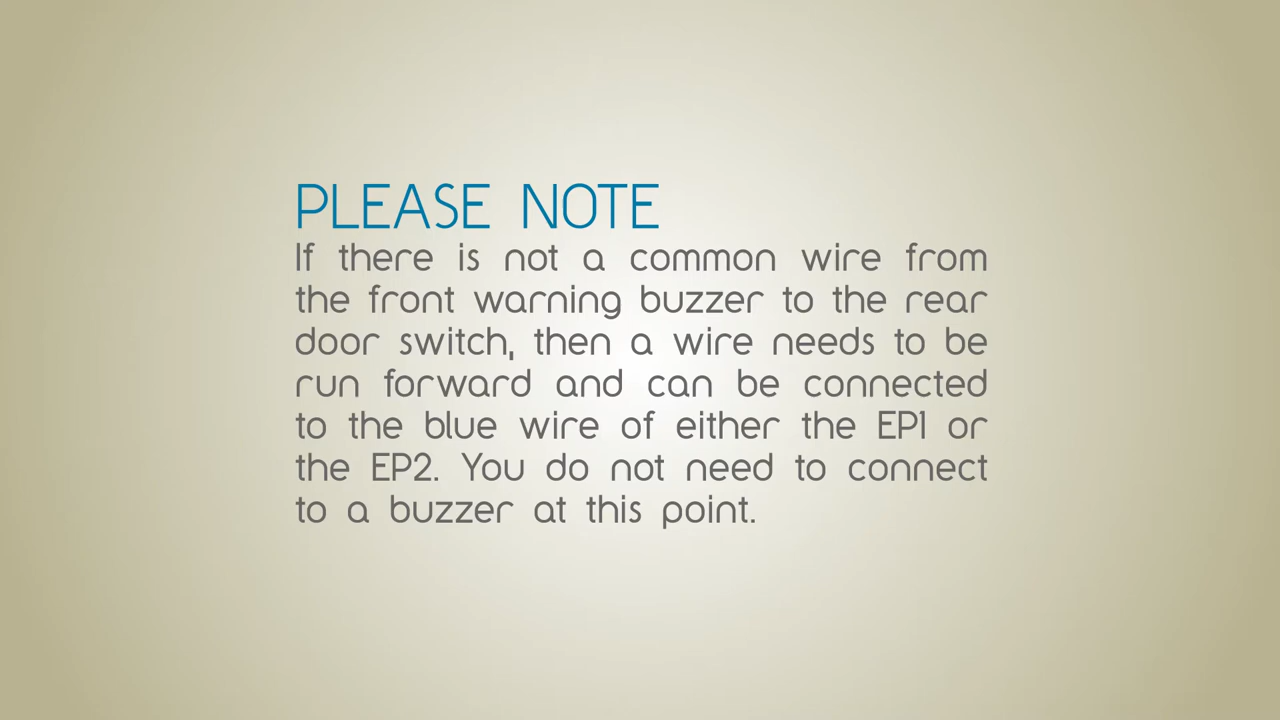 PLEASE NOTE
If there is not a common wire from
the front warning buzzer to the rear
door switch, then a wire needs to be
run forward and can be connected
to the blue wire of either the EP1 or
the EP2. You do not need to connect
to a buzzer at this point.